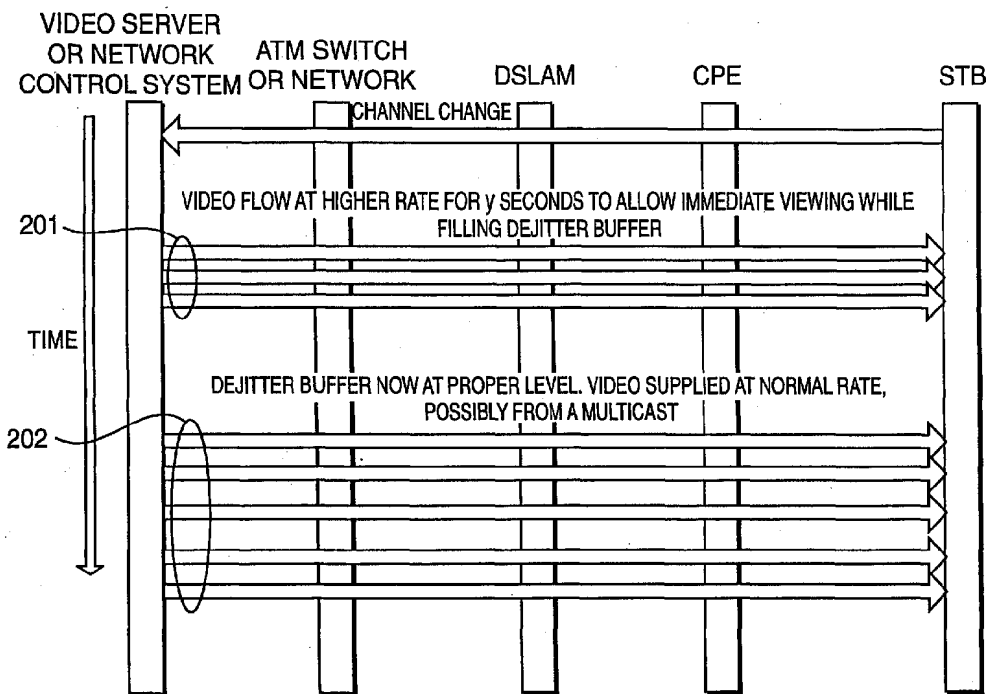 VIDEO SERVER
OR NETWORK
CONTROL SYSTEM
ATM SWITCH
OR NETWORK
DSLAM
CPE
STB
CHANNEL CHANGE
VIDEO FLOW AT HIGHER RATE FOR y SECONDS TO ALLOW IMMEDIATE VIEWING WHILE
FILLING DEJITTER BUFFER
201
TIME
DEJITTER BUFFER NOW AT PROPER LEVEL. VIDEO SUPPLIED AT NORMAL RATE,
POSSIBLY FROM A MULTICAST
202